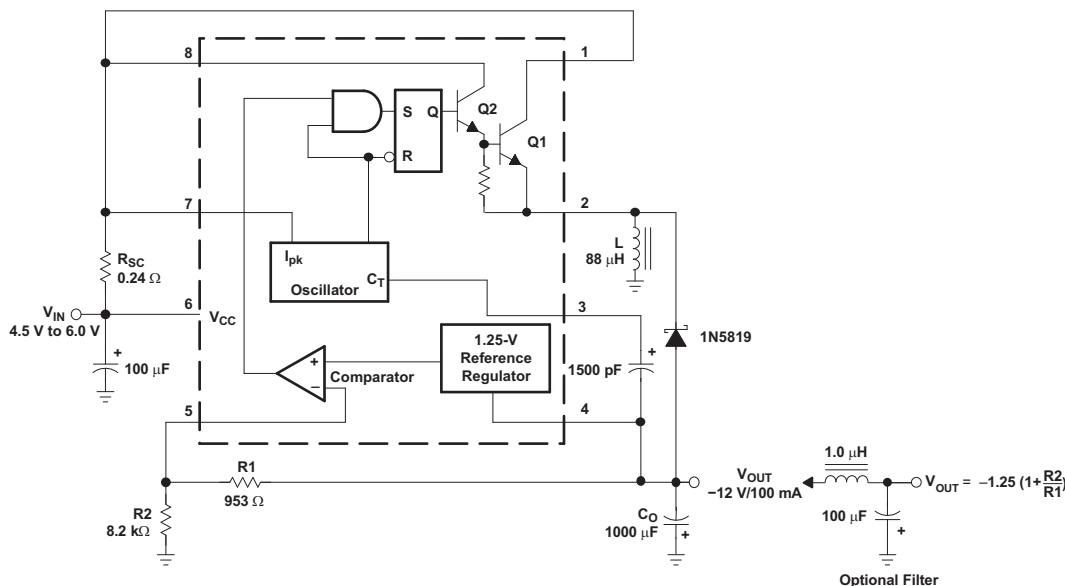 8
1
S
Q
Q2
Q1
R
7
2
L
88 μH
Ipk
CT
Oscillator
RSC
0.24 Ω
6
3
VIN
4.5 V to 6.0 V
VCC
1N5819
100 μF
+
+
−
Comparator
1.25-V
Reference
Regulator
1500 pF
+
5
4
R1
953 Ω
R2
8.2 kΩ
VOUT
−12 V/100 mA
CO
1000 μF
+
1.0 μH
VOUT = −1.25 (1+R2/R1)
100 μF
+
Optional Filter